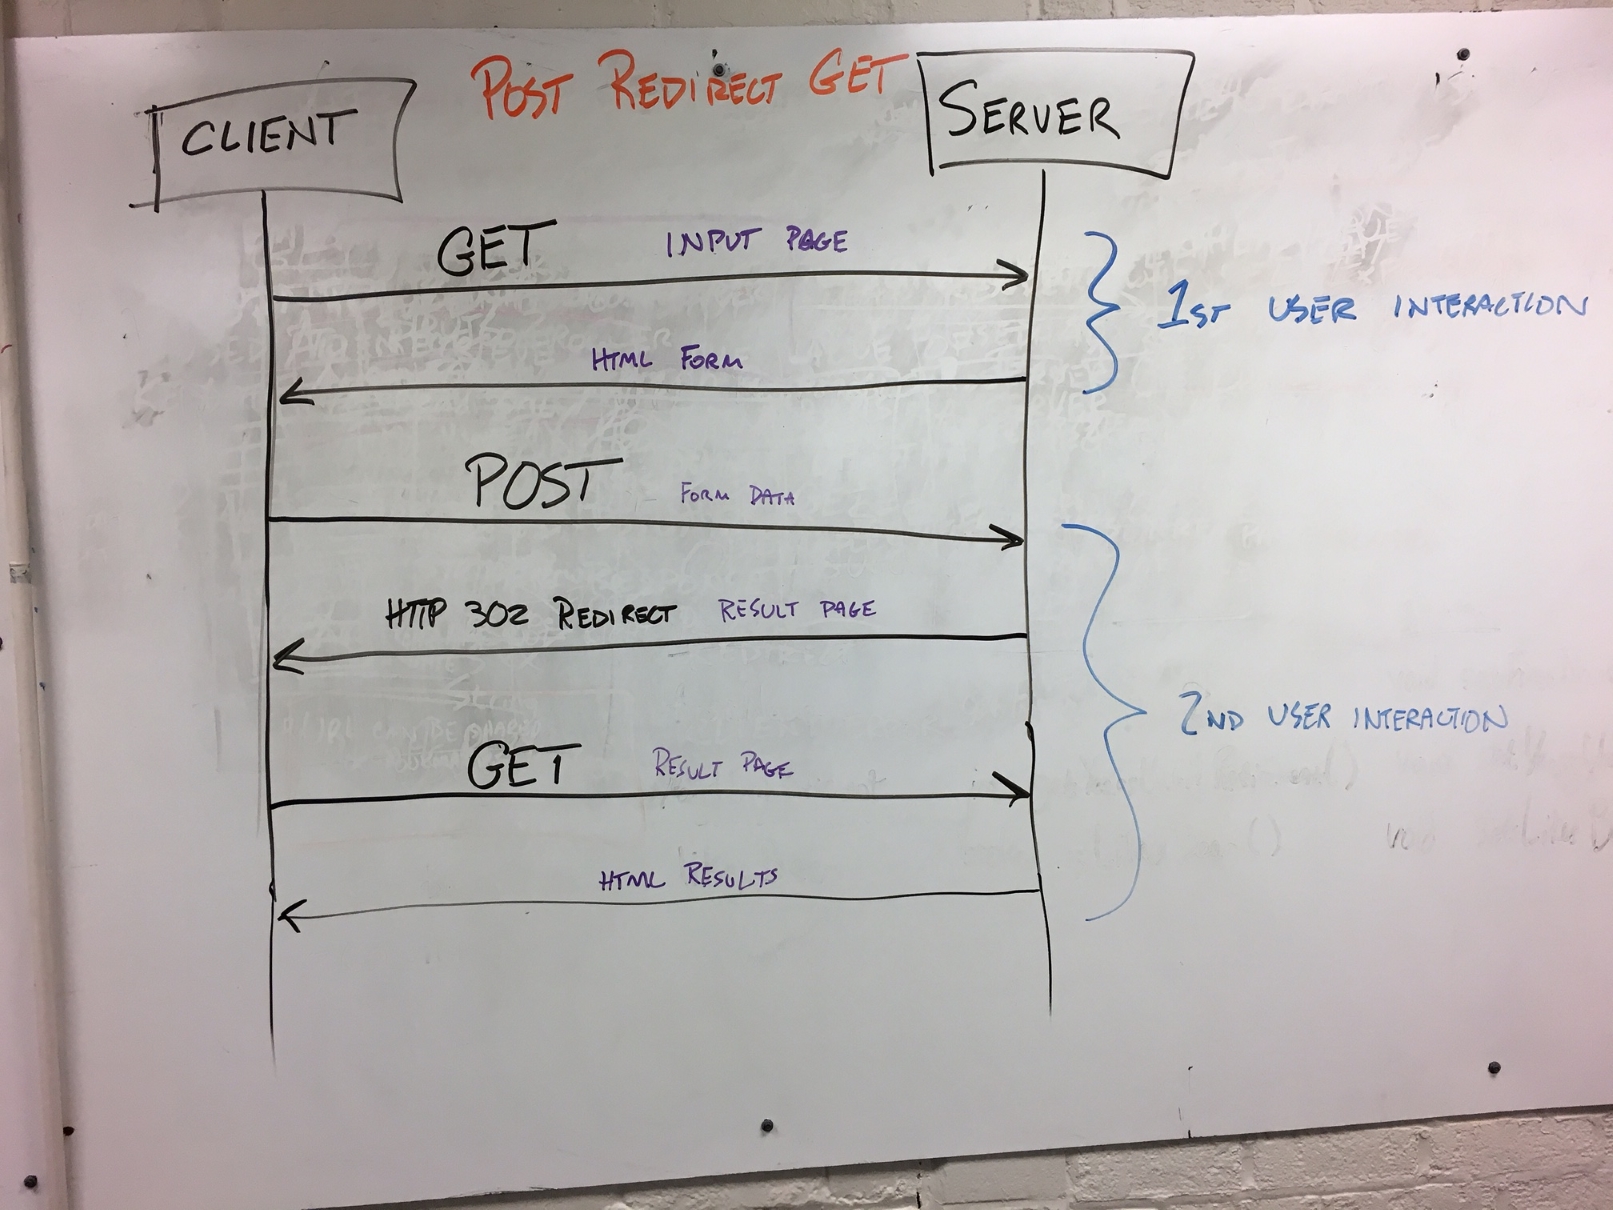 POST REDIRECT GET
CLIENT
SERVER
GET INPUT PAGE
1ST USER INTERACTION
HTML FORM
POST FORM DATA
HTTP 302 REDIRECT RESULT PAGE
2ND USER INTERACTION
GET RESULT PAGE
HTML RESULTS